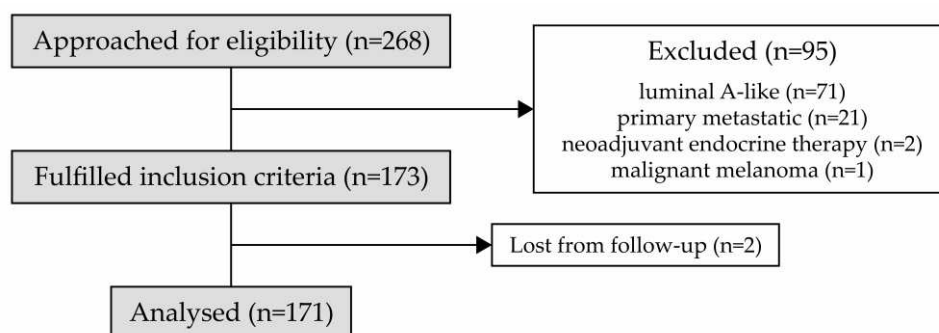 Approached for eligibility (n=268)
Excluded (n=95)
luminal A-like (n=71)
primary metastatic (n=21)
neoadjuvant endocrine therapy (n=2)
malignant melanoma (n=1)
Fulfilled inclusion criteria (n=173)
Lost from follow-up (n=2)
Analysed (n=171)